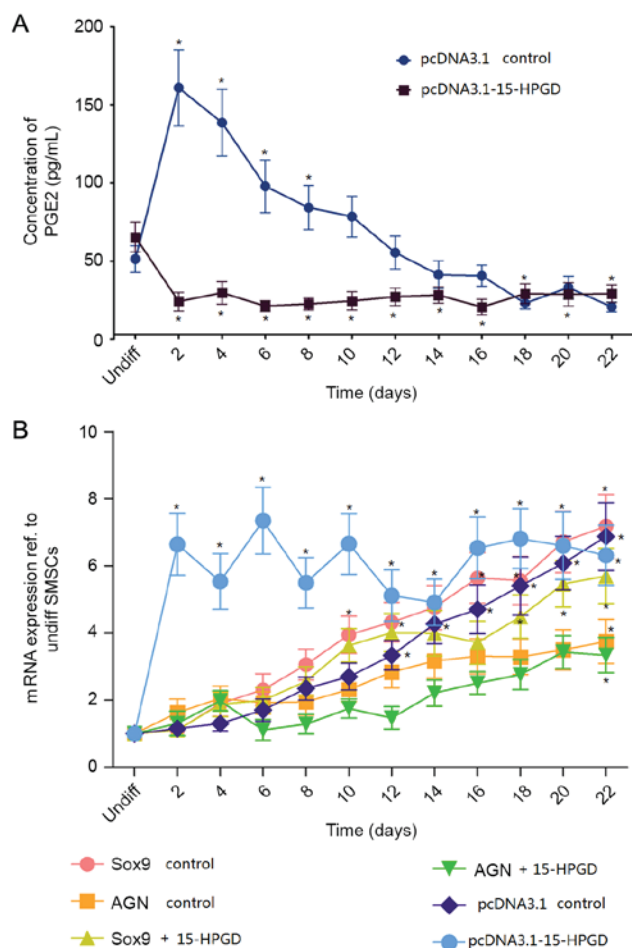 A
200
150
100
50
0
Concentration of
PGE2 (pg/mL)
pcDNA3.1 control
pcDNA3.1-15-HPGD
Undiff 2 4 6 8 10 12 14 16 18 20 22
Time (days)
B
10
8
6
4
2
0
mRNA expression ref. to
undiff SMSCs
Undiff 2 4 6 8 10 12 14 16 18 20 22
Time (days)
Sox9 control
AGN + 15-HPGD
AGN control
pcDNA3.1 control
Sox9 + 15-HPGD
pcDNA3.1-15-HPGD